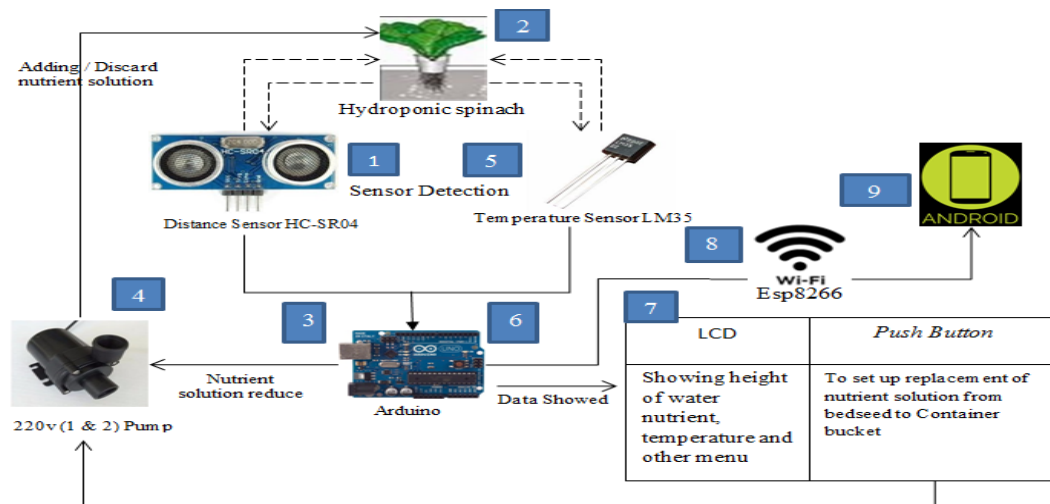 2
Adding / Discard
nutrient solution
Hydroponic spinach
HC-SR04
1
5
Sensor Detection
9
Distance Sensor HC-SR04
Temperature Sensor LM35
ANDROID
8
Wi-Fi
Esp8266
4
3
6
7
LCD
Push Button
Nutrient
solution reduce
Arduino
Data Showed
Showing height
of water
nutrient,
temperature and
other menu
To set up replacement of
nutrient solution from
bedseed to Container
bucket
220v (1 & 2) Pump